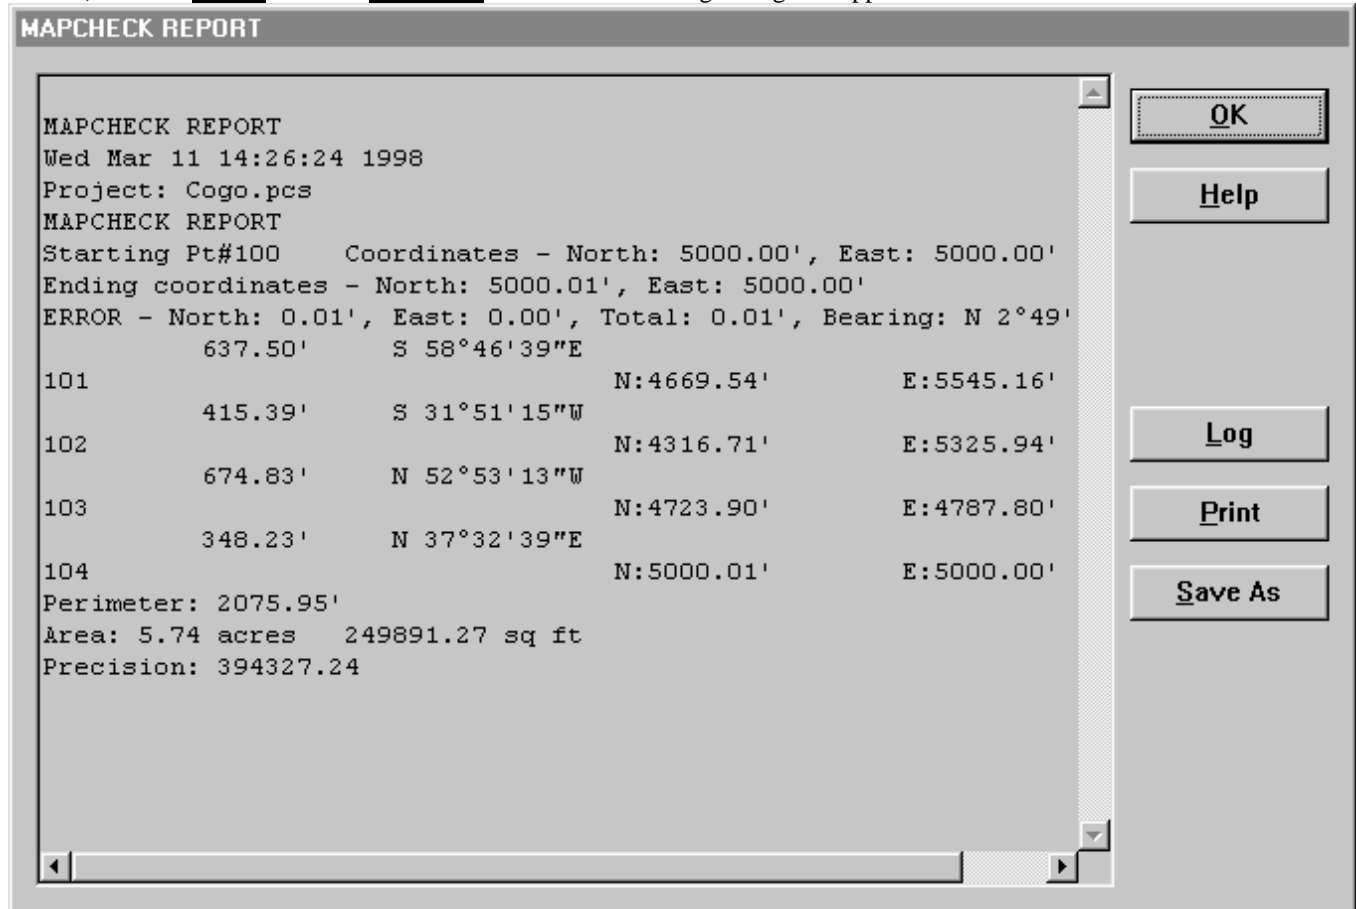 MAPCHECK REPORT
MAPCHECK REPORT
Wed Mar 11 14:26:24 1998
Project: Cogo.pcs
MAPCHECK REPORT
Starting Pt#100    Coordinates - North: 5000.00', East: 5000.00'
Ending coordinates - North: 5000.01', East: 5000.00'
ERROR - North: 0.01', East: 0.00', Total: 0.01', Bearing: N 2°49'
637.50'     S 58°46'39"E
101     N:4669.54'     E:5545.16'
415.39'     S 31°51'15"W
102     N:4316.71'     E:5325.94'
674.83'     N 52°53'13"W
103     N:4723.90'     E:4787.80'
348.23'     N 37°32'39"E
104     N:5000.01'     E:5000.00'
Perimeter: 2075.95'
Area: 5.74 acres   249891.27 sq ft
Precision: 394327.24
OK
Help
Log
Print
Save As